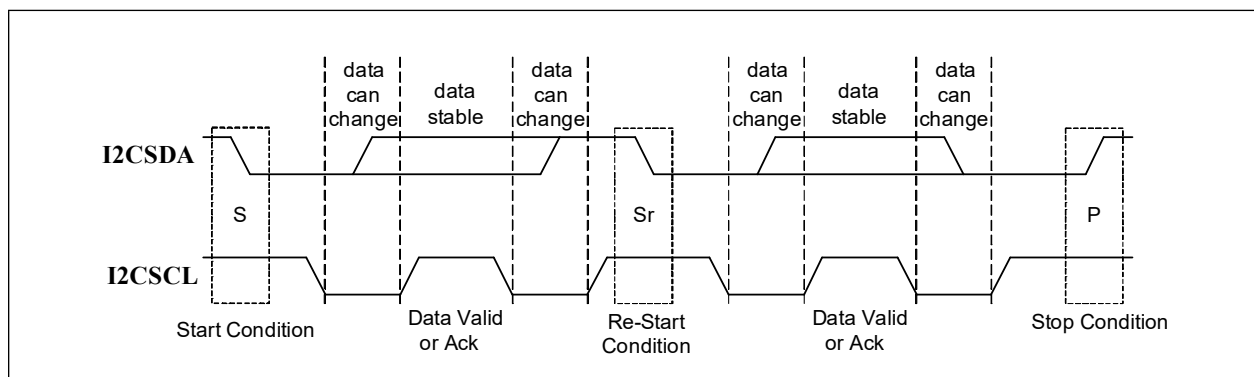 data
can
change
data
stable
data
can
change
data
can
change
data
stable
data
can
change
I2CSDA
S
Sr
P
I2CSCL
Start Condition
Data Valid
or Ack
Re-Start
Condition
Data Valid
or Ack
Stop Condition